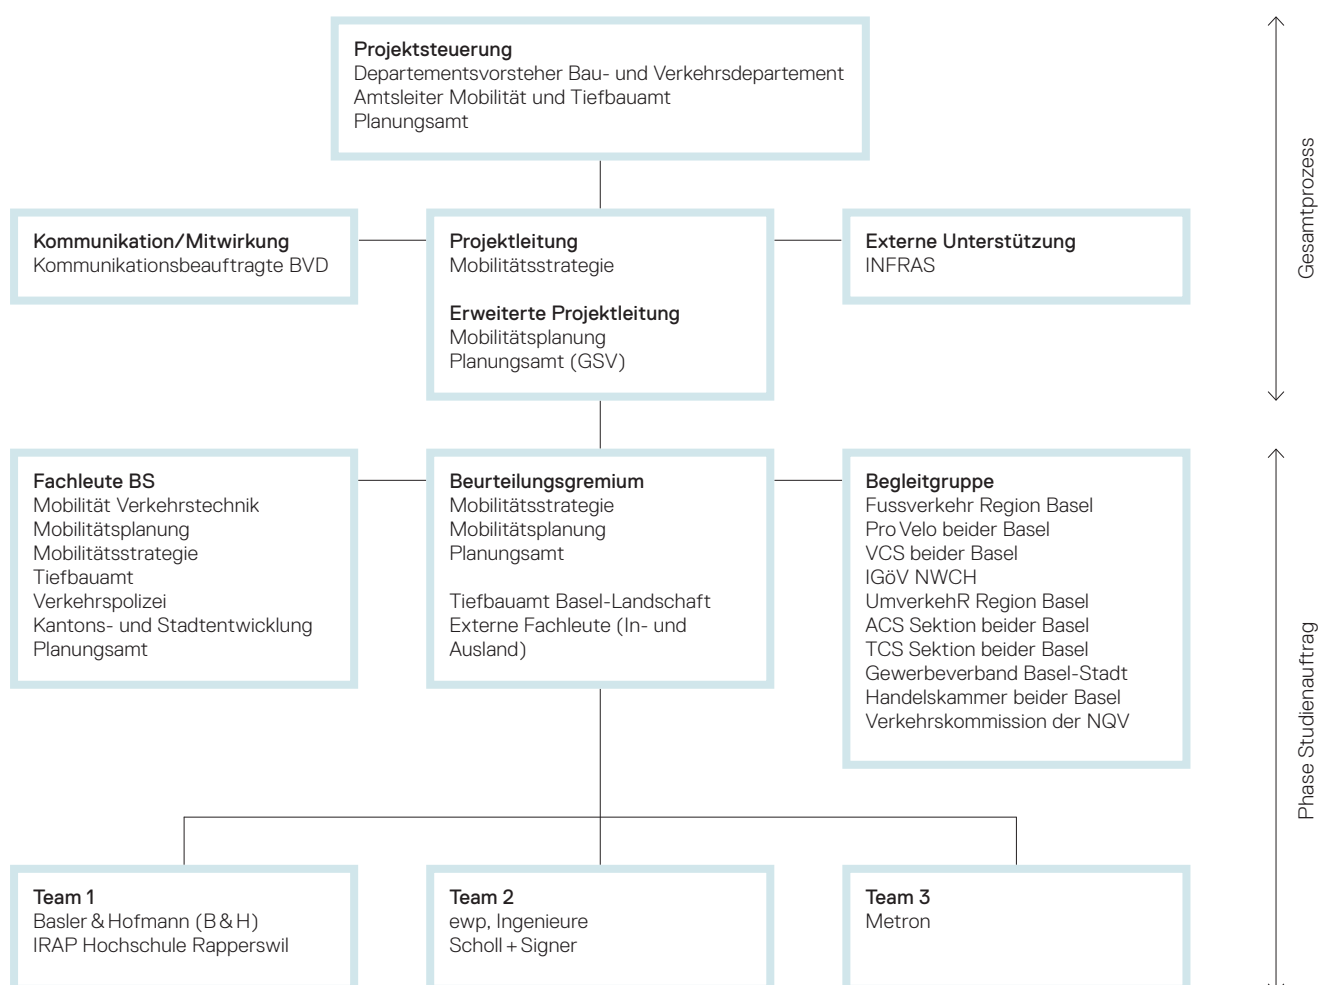 Projektsteuerung
Departementsvorsteher Bau- und Verkehrsdepartement
Amtsleiter Mobilität und Tiefbauamt
Planungsamt
Kommunikation/Mitwirkung
Kommunikationsbeauftragte BVD
Projektleitung
Mobilitätsstrategie
Erweiterte Projektleitung
Mobilitätsplanung
Planungsamt (GSV)
Externe Unterstützung
INFRAS
Gesamtprozess
Fachleute BS
Mobilität Verkehrstechnik
Mobilitätsplanung
Mobilitätsstrategie
Tiefbauamt
Verkehrspolizei
Kantons- und Stadtentwicklung
Planungsamt
Beurteilungsgremium
Mobilitätsstrategie
Mobilitätsplanung
Planungsamt
Tiefbauamt Basel-Landschaft
Externe Fachleute (In- und
Ausland)
Begleitgruppe
Fussverkehr Region Basel
Pro Velo beider Basel
VCS beider Basel
IGöV NWCH
UmverkehR Region Basel
ACS Sektion beider Basel
TCS Sektion beider Basel
Gewerbeverband Basel-Stadt
Handelskammer beider Basel
Verkehrskommission der NQV
Phase Studienauftrag
Team 1
Basler & Hofmann (B & H)
IRAP Hochschule Rapperswil
Team 2
ewp, Ingenieure
Scholl + Signer
Team 3
Metron